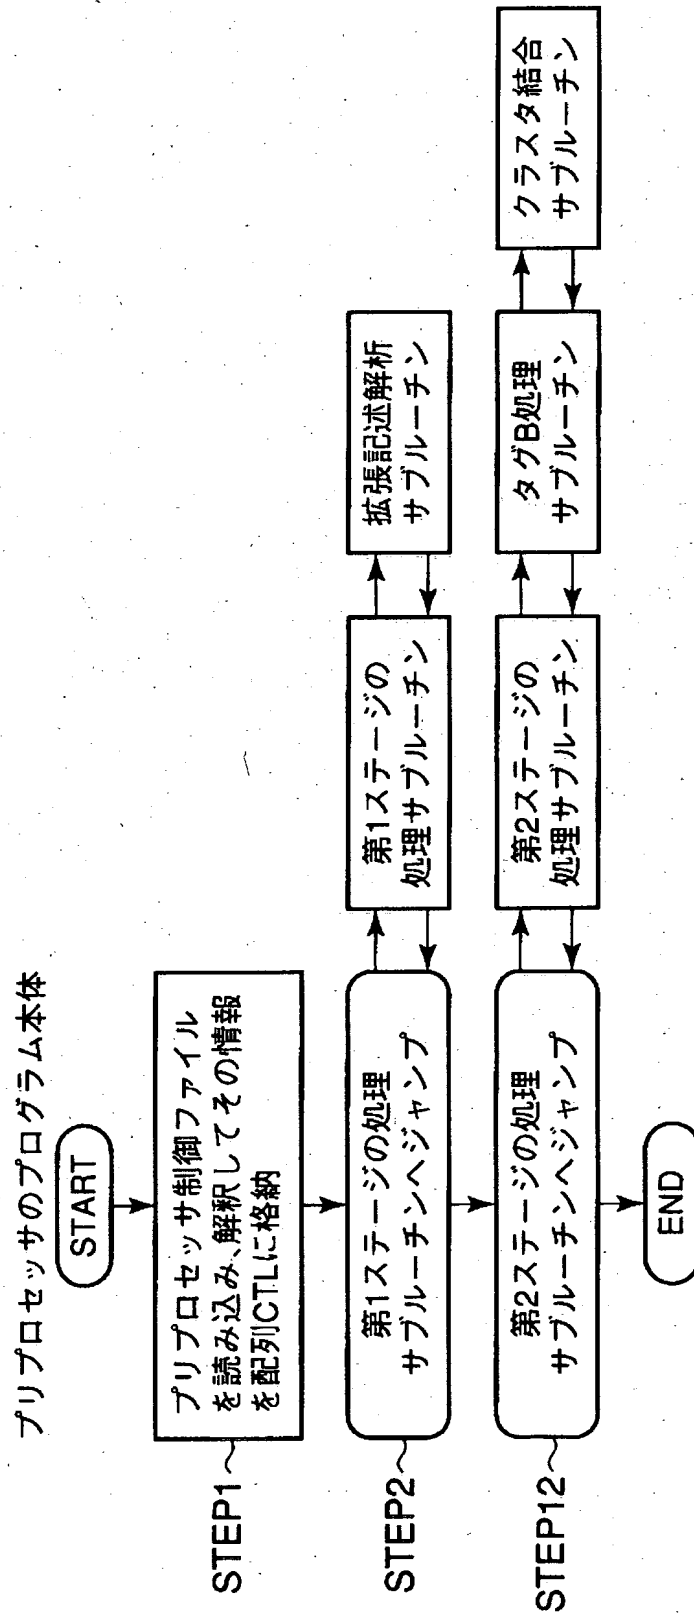 プリプロセッサのプログラム本体
START
STEP1
プリプロセッサ制御ファイル
を読み込み、解釈してその情報
を配列CTLに格納
STEP2
第1ステージの処理
サブルーチンへジャンプ
第1ステージの
処理サブルーチン
拡張記述解析
サブルーチン
STEP12
第2ステージの処理
サブルーチンへジャンプ
第2ステージの
処理サブルーチン
タグB処理
サブルーチン
クラスタ結合
サブルーチン
END